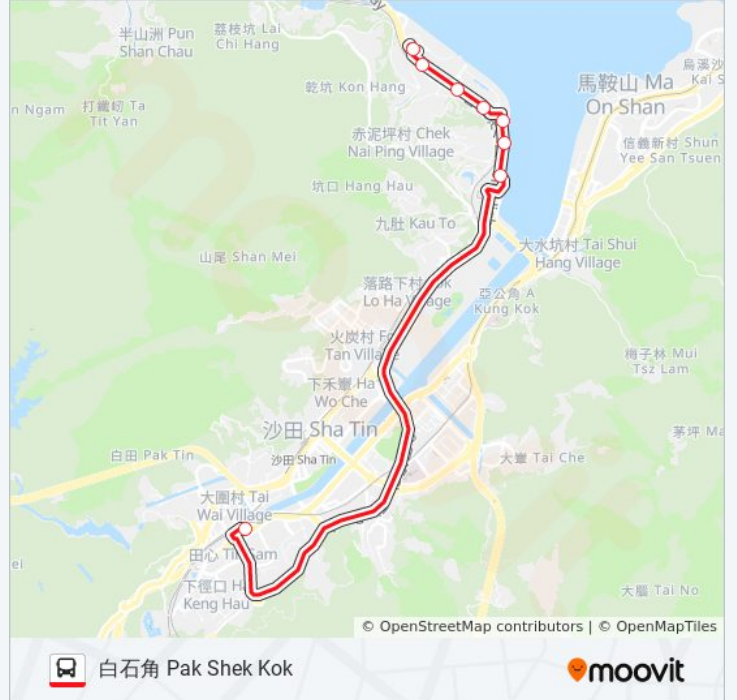 半山洲 Pun
Shan Chau
荔枝坑 Lai
Chi Hang
乾坑 Kon Hang
馬鞍山 Ma
On Shan
烏溪沙
Kai S
n Ngam
打鐵屻 Ta
Tit Yan
赤泥坪村 Chek
Nai Ping Village
信義新村 Shun
Yee San Tsuen
坑口 Hang Hau
九肚 Kau To
山尾 Shan Mei
大水坑村 Tai Shui
Hang Village
落路下村
Lo Ha Village
亞公角 A
Kung Kok
火炭村 Fo
Tan Village
梅子林 Mui
Tsz Lam
下禾輋 Ha
Wo Che
沙田 Sha Tin
茅坪 Ma
白田 Pak Tin
沙田 Sha Tin
大輋 Tai Che
大圍村 Tai
Wai Village
田心 Tin Sam
ei
下徑口 H
Keng Hau
大腦 Tai No
© OpenStreetMap contributors | © OpenMapTiles
白石角 Pak Shek Kok
moovit